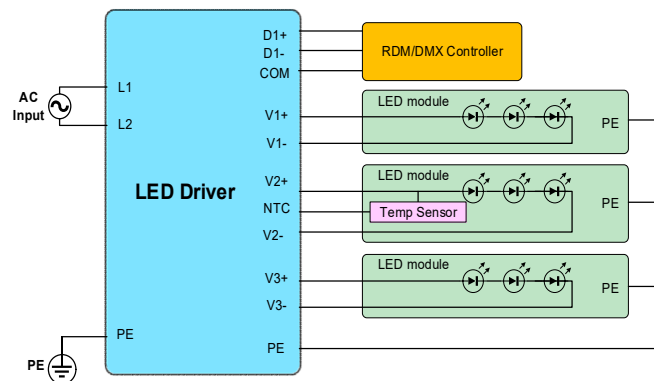 D1+
D1-
COM
RDM/DMX Controller
AC
Input
L1
L2
LED module
V1+
V1-
PE
LED Driver
LED module
V2+
NTC
V2-
Temp Sensor
PE
LED module
V3+
V3-
PE
PE
PE
PE